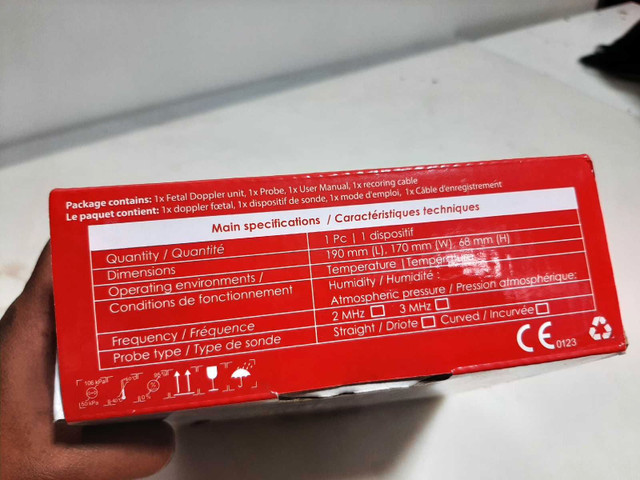 Package contains: 1x Fetal Doppler unit, 1x Probe, 1x User Manual, 1x recoring cable
Le paquet contient: 1x doppler fœtal, 1x dispositif de sonde, 1x mode d'emploi, 1x Câble d'enregistrement
Main specifications / Caractéristiques techniques
Quantity / Quantité 1 Pc | 1 dispositif
Dimensions 190 mm (L), 170 mm (W), 68 mm (H)
Operating environments / Temperature | Température
Conditions de fonctionnement Humidity / Humidité :
Atmospheric pressure / Pression atmosphérique:
Frequency / Fréquence 2 MHz 3 MHz
Probe type / Type de sonde Straight / Driote Curved / Incurvée
CE 0123
106 kPa